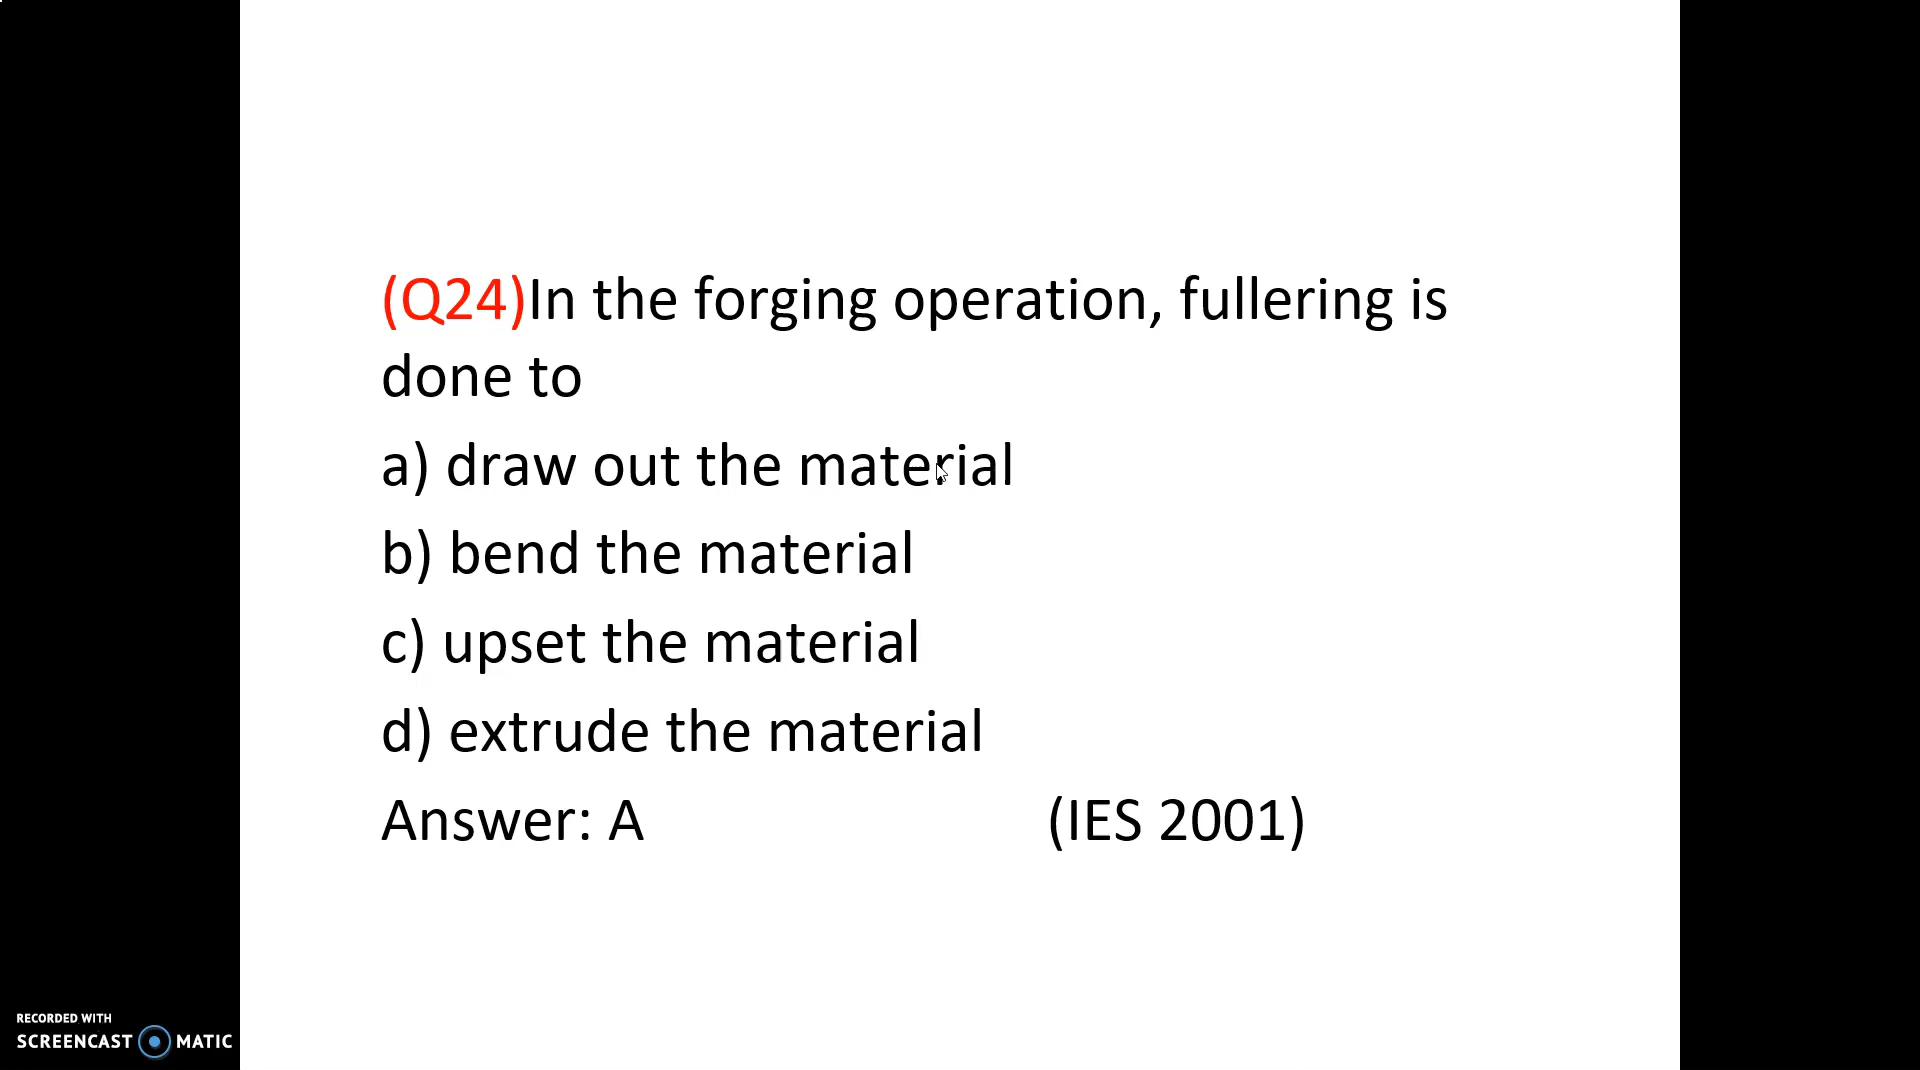 (Q24)In the forging operation, fullering is
done to
a) draw out the material
b) bend the material
c) upset the material
d) extrude the material
Answer: A (IES 2001)
RECORDED WITH
SCREENCAST MATIC